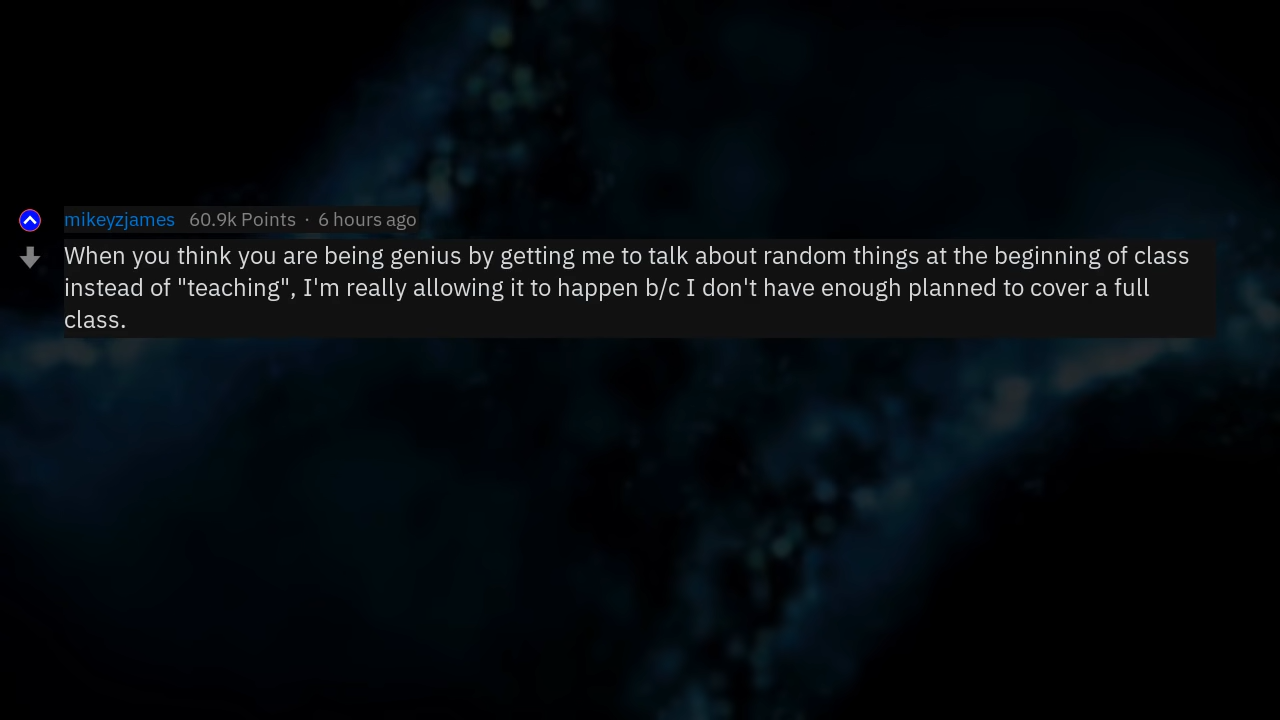 mikeyzjames 60.9k Points · 6 hours ago
When you think you are being genius by getting me to talk about random things at the beginning of class
instead of "teaching", I'm really allowing it to happen b/c I don't have enough planned to cover a full
class.